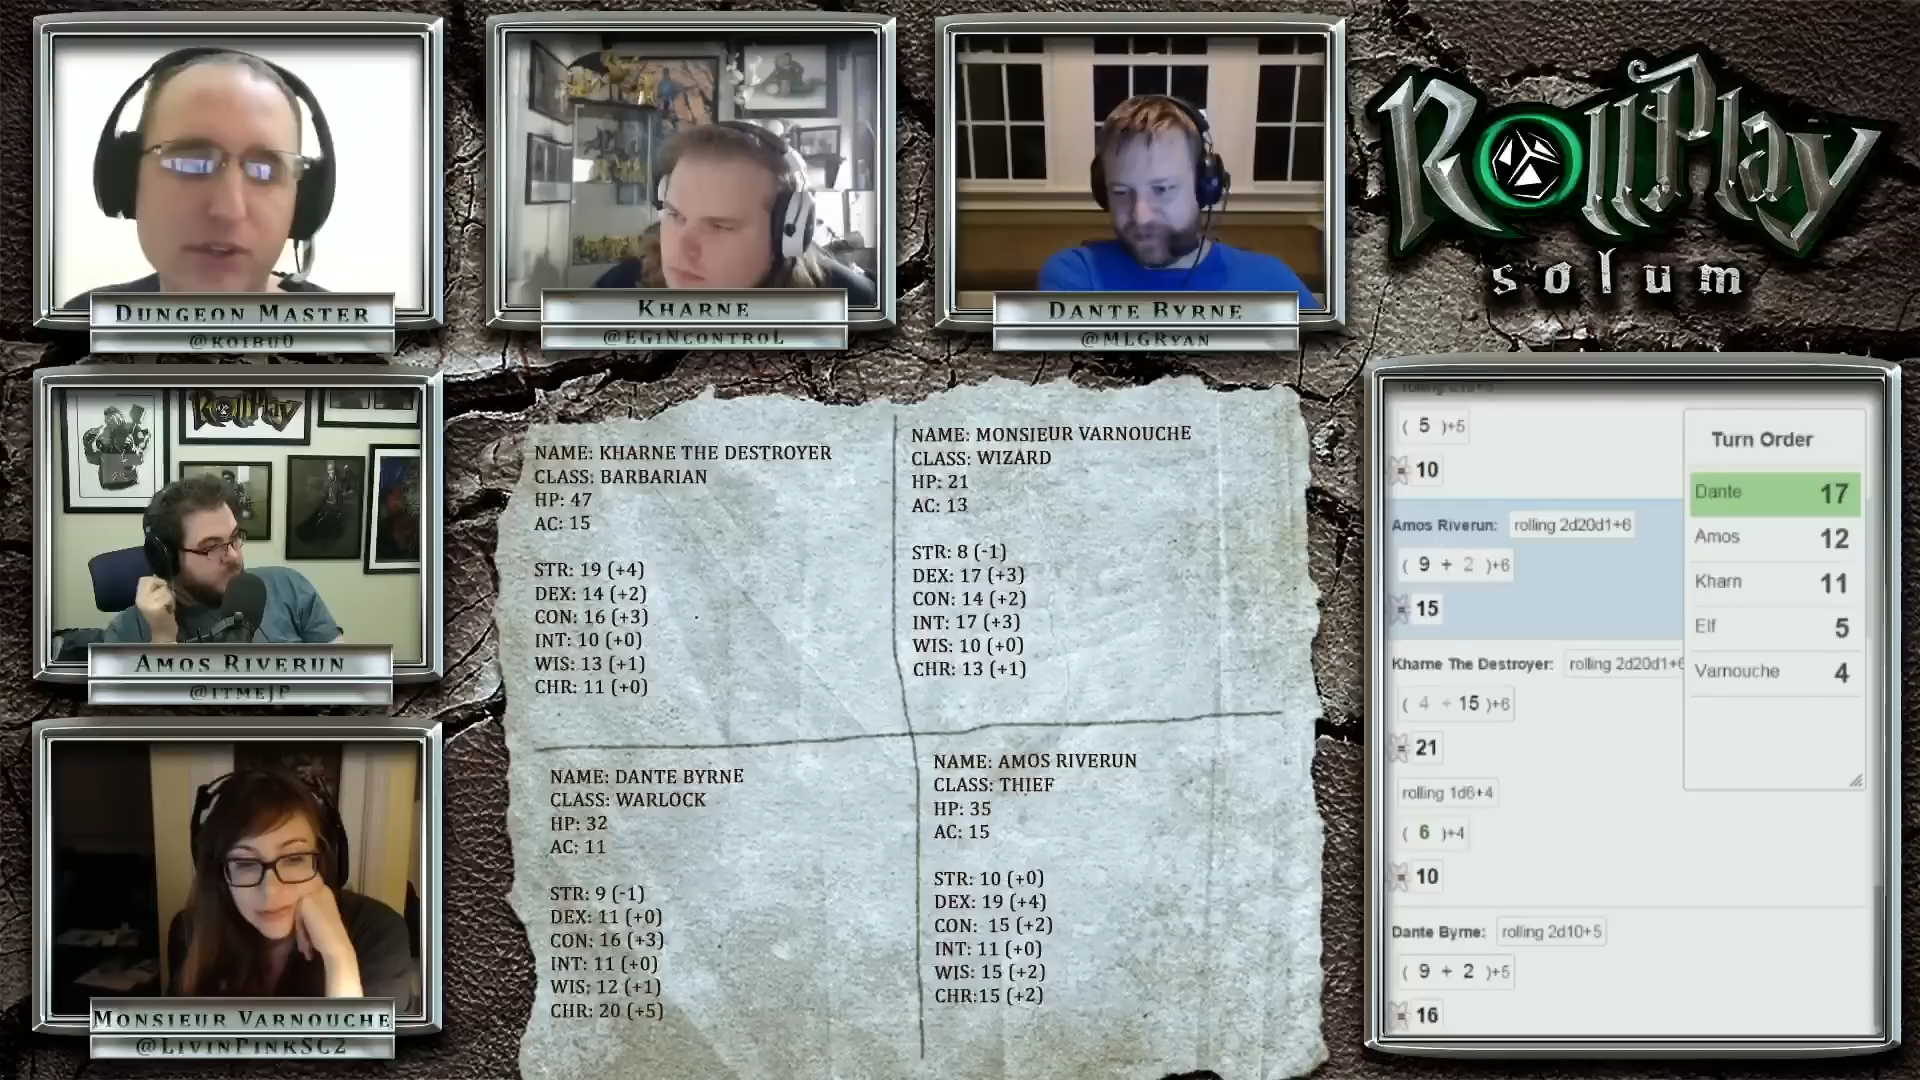 RollPlay
solum
DUNGEON MASTER
@KOIBU0
KHARNE
@EGINCONTROL
DANTE BYRNE
@MLGRYAN
RollPlay
AMOS RIVERUN
@ITMEJP
MONSIEUR VARNOUCHE
@LIVINPINKSC2
NAME: KHARNE THE DESTROYER
CLASS: BARBARIAN
HP: 47
AC: 15
STR: 19 (+4)
DEX: 14 (+2)
CON: 16 (+3)
INT: 10 (+0)
WIS: 13 (+1)
CHR: 11 (+0)
NAME: MONSIEUR VARNOUCHE
CLASS: WIZARD
HP: 21
AC: 13
STR: 8 (-1)
DEX: 17 (+3)
CON: 14 (+2)
INT: 17 (+3)
WIS: 10 (+0)
CHR: 13 (+1)
NAME: DANTE BYRNE
CLASS: WARLOCK
HP: 32
AC: 11
STR: 9 (-1)
DEX: 11 (+0)
CON: 16 (+3)
INT: 11 (+0)
WIS: 12 (+1)
CHR: 20 (+5)
NAME: AMOS RIVERUN
CLASS: THIEF
HP: 35
AC: 15
STR: 10 (+0)
DEX: 19 (+4)
CON: 15 (+2)
INT: 11 (+0)
WIS: 15 (+2)
CHR:15 (+2)
( 5 )+5
= 10
Amos Riverun: rolling 2d20d1+6
( 9 + 2 )+6
= 15
Kharne The Destroyer: rolling 2d20d1+6
( 4 + 15 )+6
= 21
rolling 1d6+4
( 6 )+4
= 10
Dante Byrne: rolling 2d10+5
( 9 + 2 )+5
= 16
Turn Order
Dante 17
Amos 12
Kharn 11
Elf 5
Varnouche 4